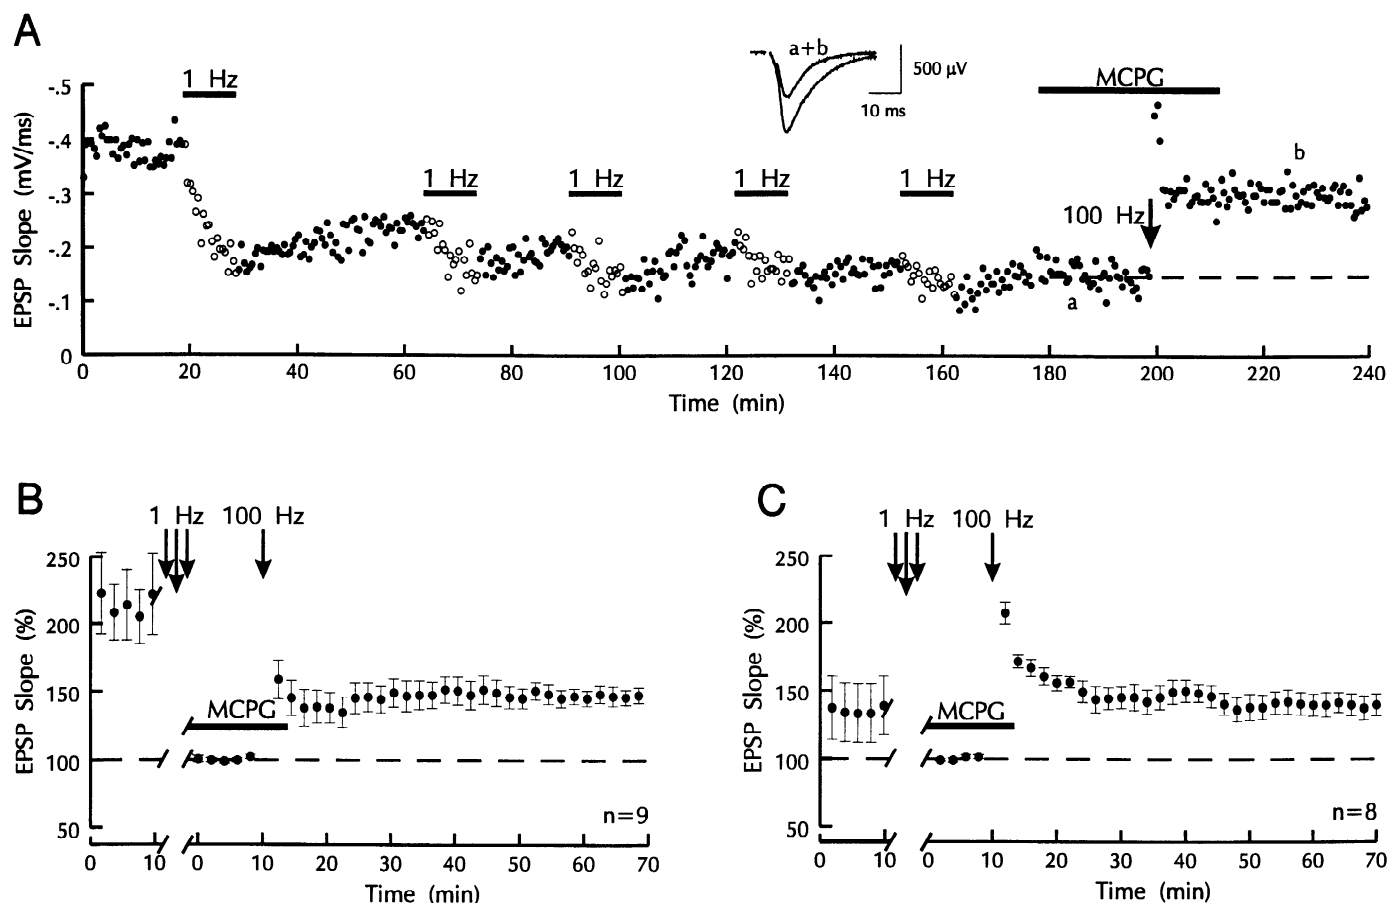 A
a+b
500 μV
10 ms
1 Hz
MCPG
-.5
-.4
-.3
-.2
-.1
0
EPSP Slope (mV/ms)
1 Hz
1 Hz
1 Hz
1 Hz
b
100 Hz
a
0 20 40 60 80 100 120 140 160 180 200 220 240
Time (min)
B
1 Hz 100 Hz
250
200
150
100
50
EPSP Slope (%)
MCPG
n=9
0 10 0 10 20 30 40 50 60 70
Time (min)
C
1 Hz 100 Hz
250
200
150
100
50
EPSP Slope (%)
MCPG
n=8
0 10 0 10 20 30 40 50 60 70
Time (min)